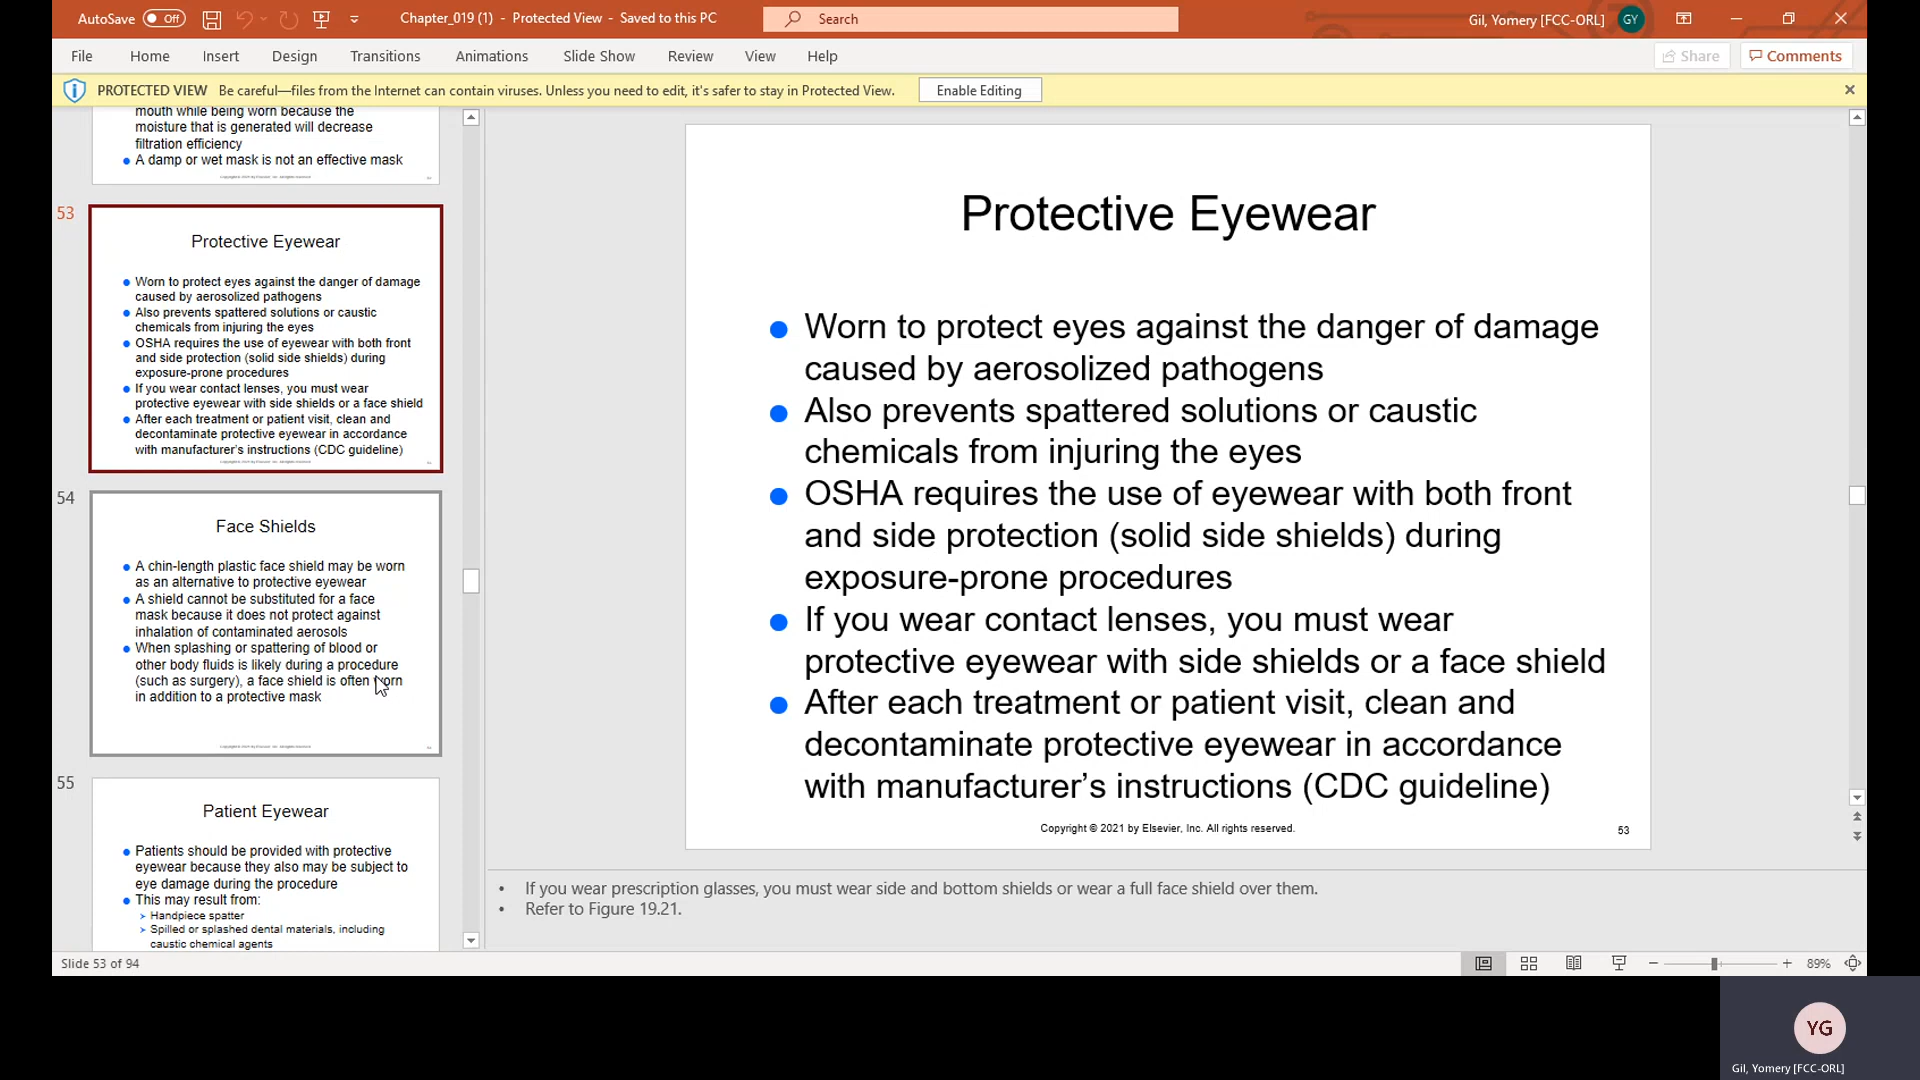 AutoSave Off Chapter_019 (1) - Protected View - Saved to this PC Search Gil, Yomery [FCC-ORL] GY
File Home Insert Design Transitions Animations Slide Show Review View Help Share Comments
PROTECTED VIEW Be careful—files from the Internet can contain viruses. Unless you need to edit, it's safer to stay in Protected View. Enable Editing
mouth while being worn because the
moisture that is generated will decrease
filtration efficiency
A damp or wet mask is not an effective mask
53
Protective Eyewear
Worn to protect eyes against the danger of damage
caused by aerosolized pathogens
Also prevents spattered solutions or caustic
chemicals from injuring the eyes
OSHA requires the use of eyewear with both front
and side protection (solid side shields) during
exposure-prone procedures
If you wear contact lenses, you must wear
protective eyewear with side shields or a face shield
After each treatment or patient visit, clean and
decontaminate protective eyewear in accordance
with manufacturer's instructions (CDC guideline)
54
Face Shields
A chin-length plastic face shield may be worn
as an alternative to protective eyewear
A shield cannot be substituted for a face
mask because it does not protect against
inhalation of contaminated aerosols
When splashing or spattering of blood or
other body fluids is likely during a procedure
(such as surgery), a face shield is often worn
in addition to a protective mask
55
Patient Eyewear
Patients should be provided with protective
eyewear because they also may be subject to
eye damage during the procedure
This may result from:
Handpiece spatter
Spilled or splashed dental materials, including
caustic chemical agents
Protective Eyewear
Worn to protect eyes against the danger of damage
caused by aerosolized pathogens
Also prevents spattered solutions or caustic
chemicals from injuring the eyes
OSHA requires the use of eyewear with both front
and side protection (solid side shields) during
exposure-prone procedures
If you wear contact lenses, you must wear
protective eyewear with side shields or a face shield
After each treatment or patient visit, clean and
decontaminate protective eyewear in accordance
with manufacturer's instructions (CDC guideline)
Copyright © 2021 by Elsevier, Inc. All rights reserved.
53
If you wear prescription glasses, you must wear side and bottom shields or wear a full face shield over them.
Refer to Figure 19.21.
Slide 53 of 94 89%
YG
Gil, Yomery [FCC-ORL]